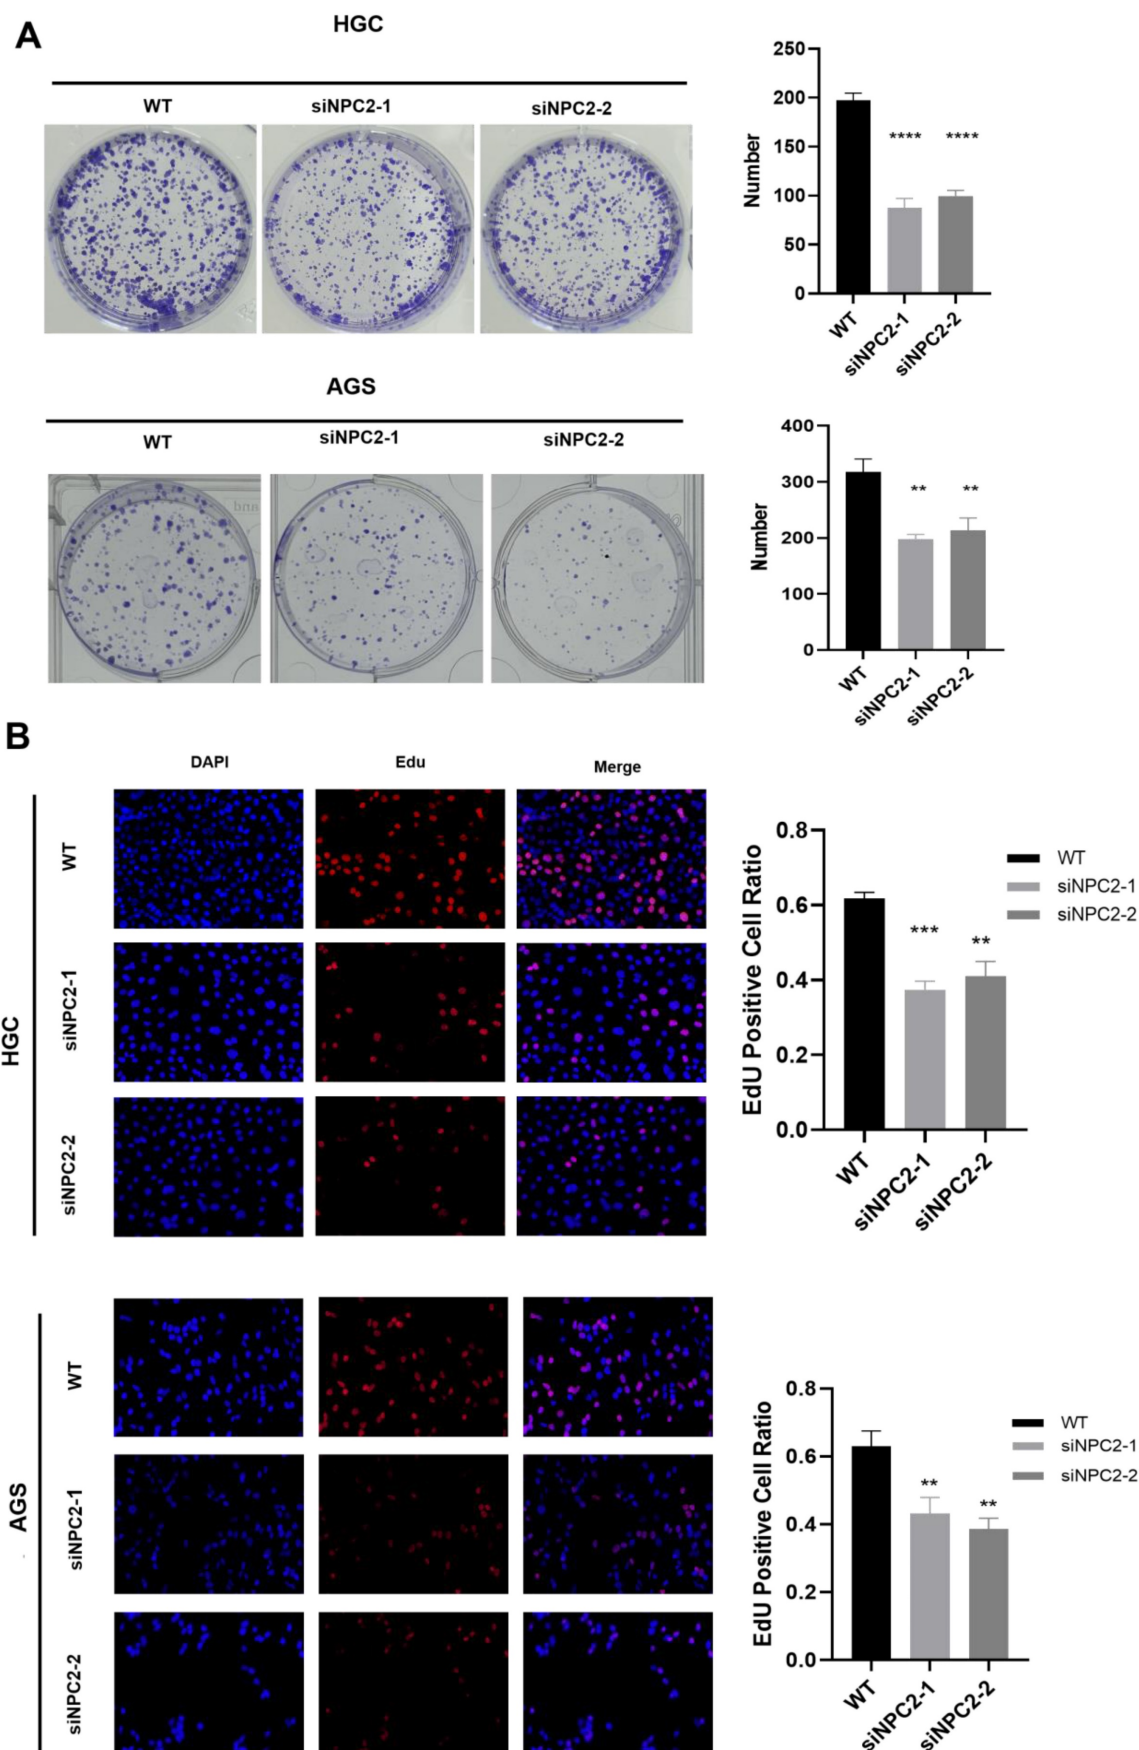 A
HGC
WT siNPC2-1 siNPC2-2
250
200
150
100
50
0
Number
**** ****
WT siNPC2-1 siNPC2-2
AGS
WT siNPC2-1 siNPC2-2
400
300
200
100
0
Number
** **
WT siNPC2-1 siNPC2-2
B
DAPI Edu Merge
HGC
WT
siNPC2-1
siNPC2-2
0.8
0.6
0.4
0.2
0.0
EdU Positive Cell Ratio
*** **
WT siNPC2-1 siNPC2-2
WT
siNPC2-1
siNPC2-2
AGS
WT
siNPC2-1
siNPC2-2
0.8
0.6
0.4
0.2
0.0
EdU Positive Cell Ratio
** **
WT siNPC2-1 siNPC2-2
WT
siNPC2-1
siNPC2-2